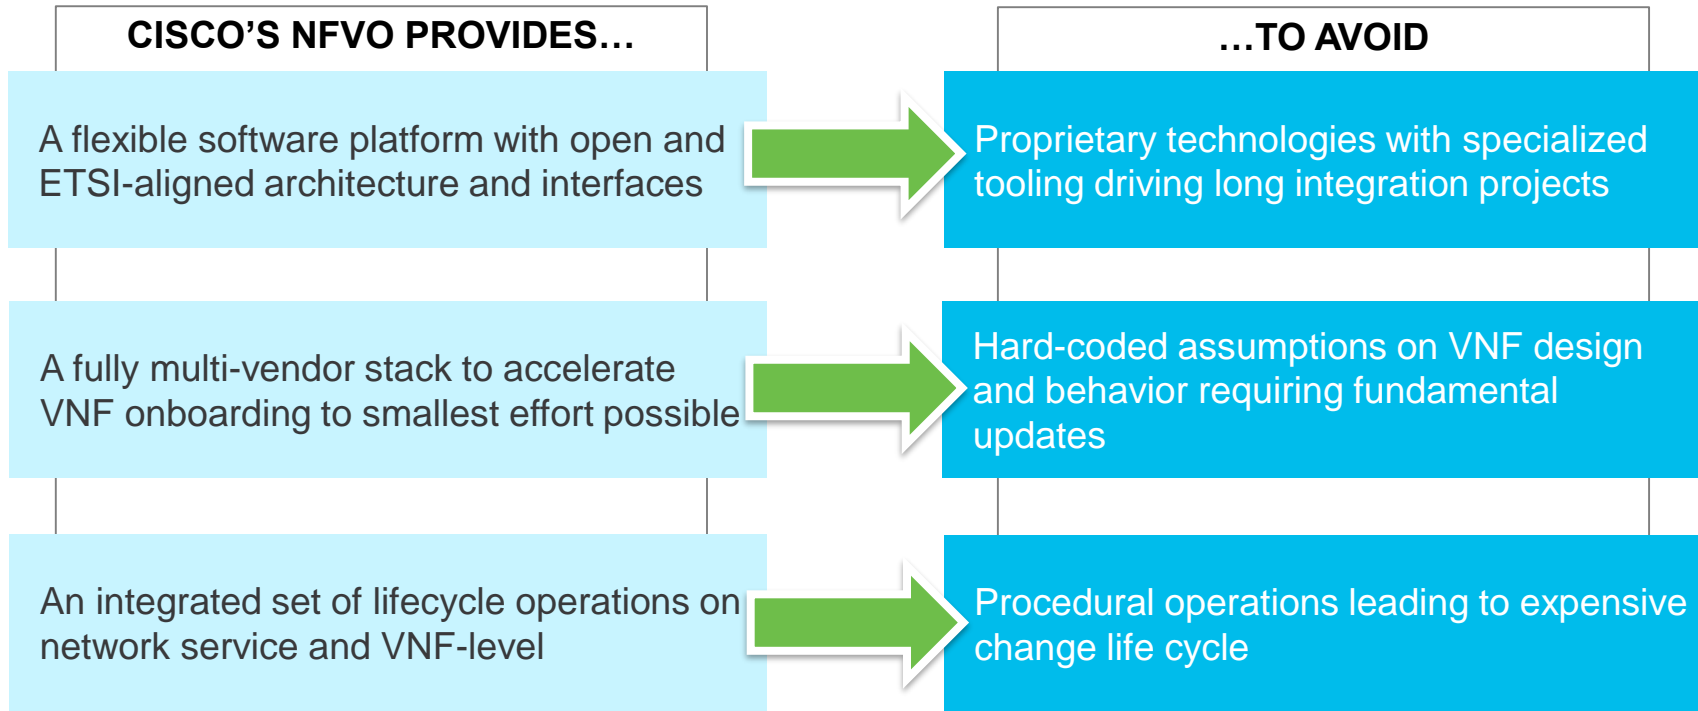 CISCO’S NFVO PROVIDES…
…TO AVOID
A flexible software platform with open and
ETSI-aligned architecture and interfaces
Proprietary technologies with specialized
tooling driving long integration projects
A fully multi-vendor stack to accelerate
VNF onboarding to smallest effort possible
Hard-coded assumptions on VNF design
and behavior requiring fundamental
updates
An integrated set of lifecycle operations on
network service and VNF-level
Procedural operations leading to expensive
change life cycle